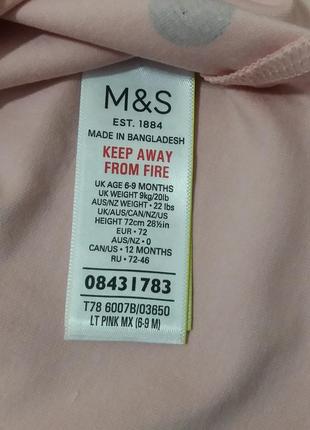 M&S
EST. 1884
MADE IN BANGLADESH
KEEP AWAY
FROM FIRE
UK AGE 6-9 MONTHS
UK WEIGHT 9kg/20lb
AUS/NZ WEIGHT • 22 lbs
UK/AUS/CAN/NZ/US
HEIGHT 72cm 28½in
EUR • 72
AUS/NZ • 0
CAN/US • 12 MONTHS
RU • 72-46
08431783
T78 6007B/03650
LT PINK MX (6-9 M)